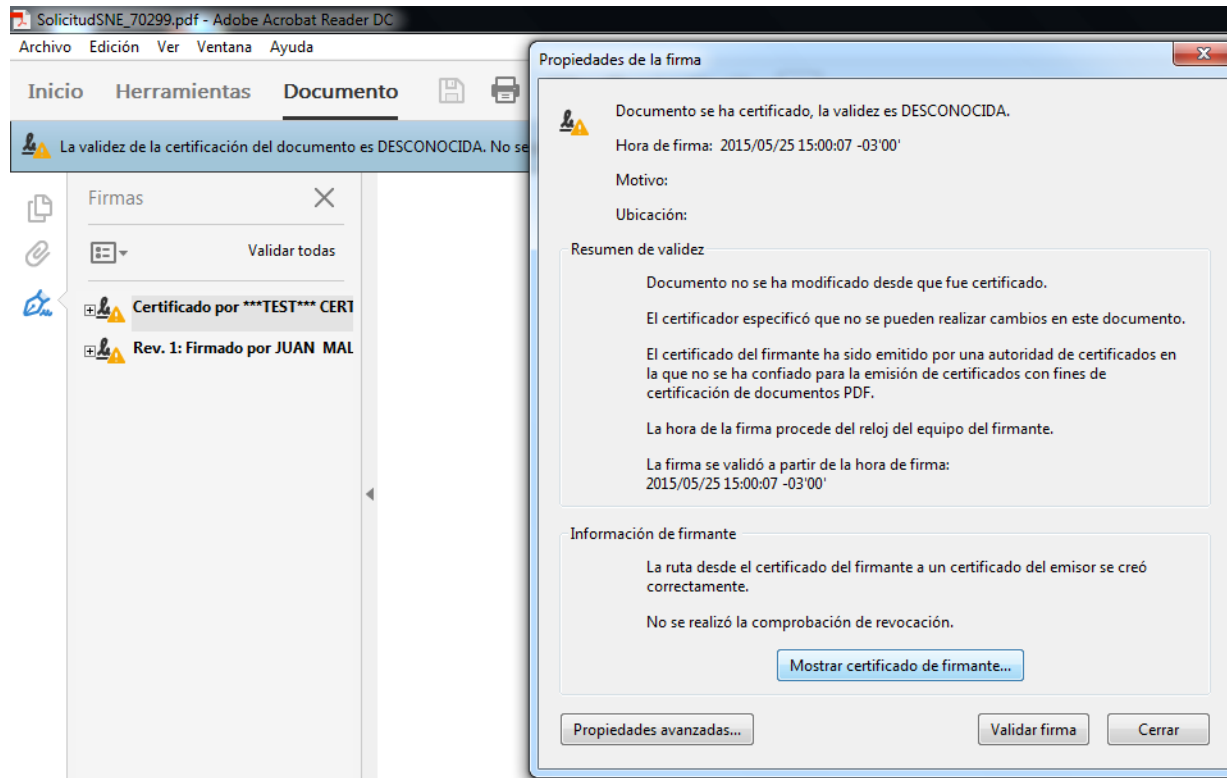 SolicitudSNE_70299.pdf - Adobe Acrobat Reader DC
Archivo Edición Ver Ventana Ayuda
Inicio Herramientas Documento
La validez de la certificación del documento es DESCONOCIDA. No se
Firmas
Validar todas
Certificado por ***TEST*** CERT
Rev. 1: Firmado por JUAN MAL
Propiedades de la firma
Documento se ha certificado, la validez es DESCONOCIDA.
Hora de firma: 2015/05/25 15:00:07 -03'00'
Motivo:
Ubicación:
Resumen de validez
Documento no se ha modificado desde que fue certificado.
El certificador especificó que no se pueden realizar cambios en este documento.
El certificado del firmante ha sido emitido por una autoridad de certificados en
la que no se ha confiado para la emisión de certificados con fines de
certificación de documentos PDF.
La hora de la firma procede del reloj del equipo del firmante.
La firma se validó a partir de la hora de firma:
2015/05/25 15:00:07 -03'00'
Información de firmante
La ruta desde el certificado del firmante a un certificado del emisor se creó
correctamente.
No se realizó la comprobación de revocación.
Mostrar certificado de firmante...
Propiedades avanzadas...
Validar firma
Cerrar